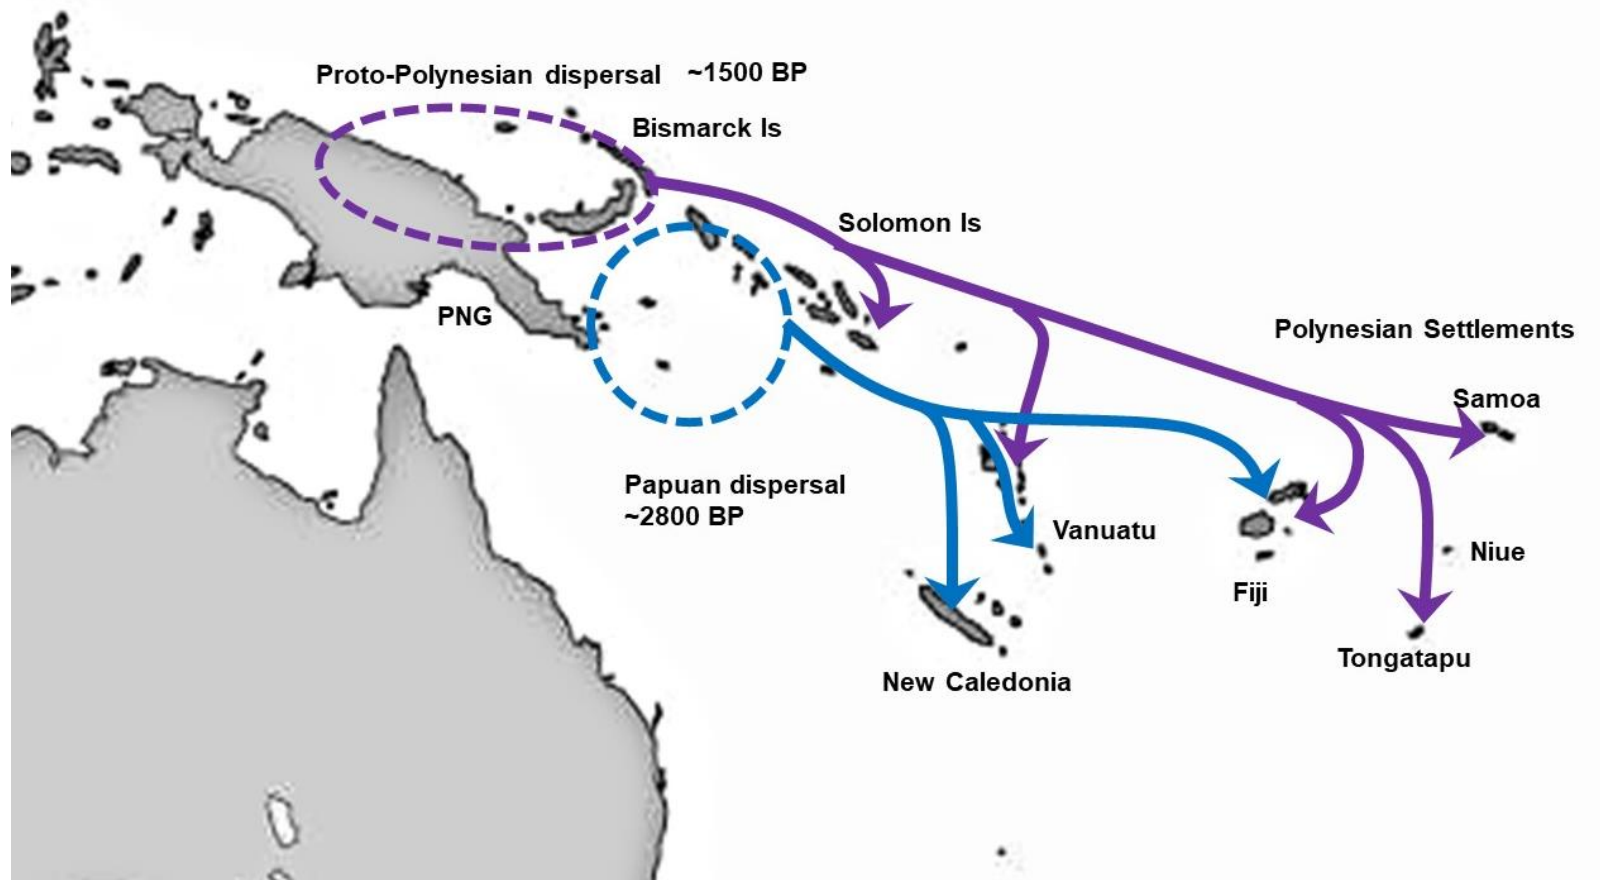 Proto-Polynesian dispersal ~1500 BP
Bismarck Is
Solomon Is
PNG
Polynesian Settlements
Samoa
Papuan dispersal
~2800 BP
Vanuatu
Niue
Fiji
Tongatapu
New Caledonia